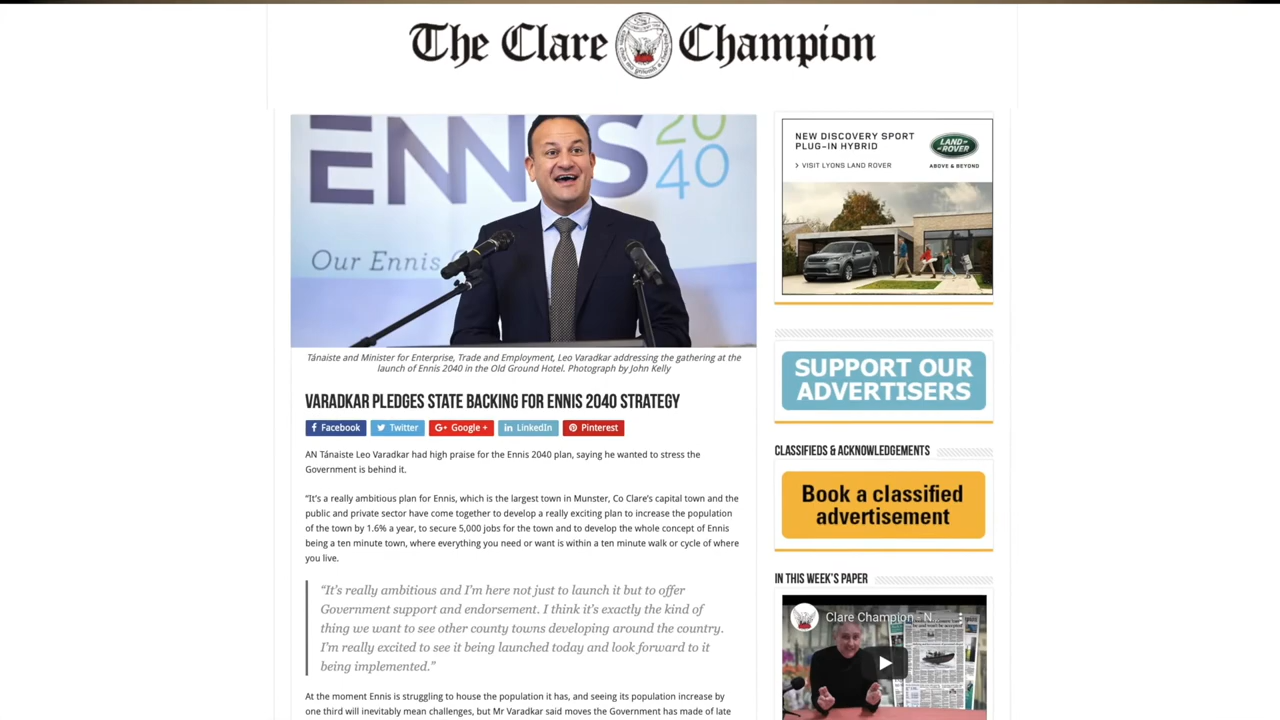 The Clare Champion
ENNIS 2040
Our Ennis
Tánaiste and Minister for Enterprise, Trade and Employment, Leo Varadkar addressing the gathering at the
launch of Ennis 2040 in the Old Ground Hotel. Photograph by John Kelly
VARADKAR PLEDGES STATE BACKING FOR ENNIS 2040 STRATEGY
Facebook
Twitter
Google +
LinkedIn
Pinterest
AN Tánaiste Leo Varadkar had high praise for the Ennis 2040 plan, saying he wanted to stress the
Government is behind it.
“It’s a really ambitious plan for Ennis, which is the largest town in Munster, Co Clare’s capital town and the
public and private sector have come together to develop a really exciting plan to increase the population
of the town by 1.6% a year, to secure 5,000 jobs for the town and to develop the whole concept of Ennis
being a ten minute town, where everything you need or want is within a ten minute walk or cycle of where
you live.
“It’s really ambitious and I’m here not just to launch it but to offer
Government support and endorsement. I think it’s exactly the kind of
thing we want to see other county towns developing around the country.
I’m really excited to see it being launched today and look forward to it
being implemented.”
At the moment Ennis is struggling to house the population it has, and seeing its population increase by
one third will inevitably mean challenges, but Mr Varadkar said moves the Government has made of late
NEW DISCOVERY SPORT
PLUG-IN HYBRID
> VISIT LYONS LAND ROVER
LAND ROVER
ABOVE & BEYOND
SUPPORT OUR
ADVERTISERS
CLASSIFIEDS & ACKNOWLEDGEMENTS
Book a classified
advertisement
IN THIS WEEK'S PAPER
Clare Champion - N...